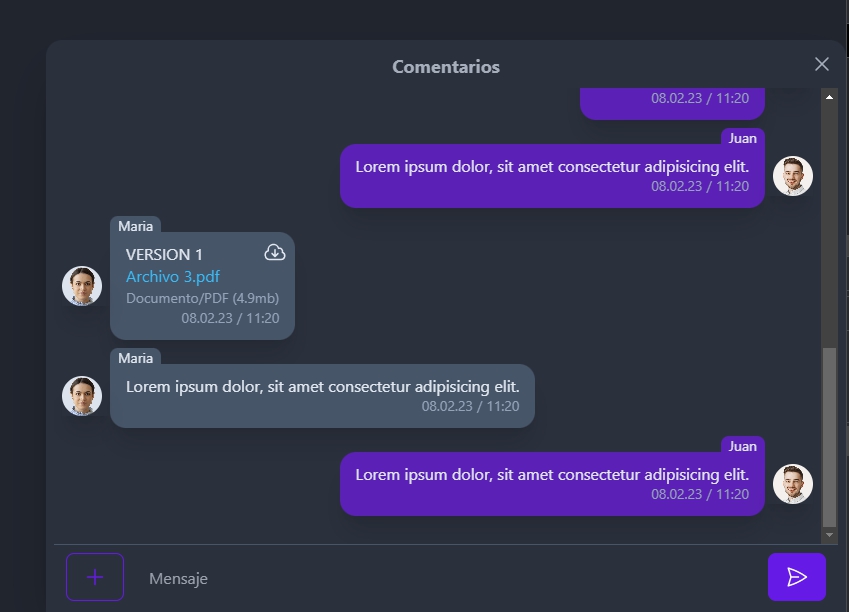 Comentarios
08.02.23 / 11:20
Juan
Lorem ipsum dolor, sit amet consectetur adipisicing elit.
08.02.23 / 11:20
Maria
VERSION 1
Archivo 3.pdf
Documento/PDF (4.9mb)
08.02.23 / 11:20
Maria
Lorem ipsum dolor, sit amet consectetur adipisicing elit.
08.02.23 / 11:20
Juan
Lorem ipsum dolor, sit amet consectetur adipisicing elit.
08.02.23 / 11:20
Mensaje